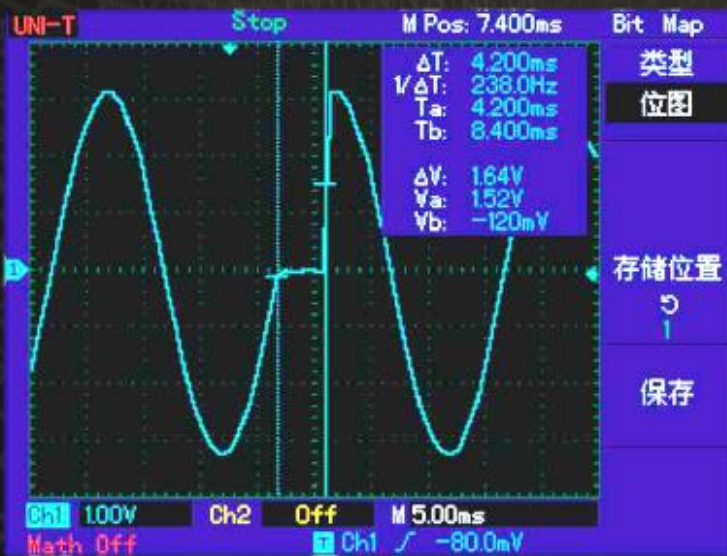 UNI-T Stop M Pos: 7.400ms Bit Map
ΔT: 4.200ms
1/ΔT: 238.0Hz
Ta: 4.200ms
Tb: 8.400ms
ΔV: 1.64V
Va: 1.52V
Vb: -120mV
类型
位图
1
存储位置
1
保存
Ch1 1.00V Ch2 Off M 5.00ms
Math Off T Ch1 -80.0mV